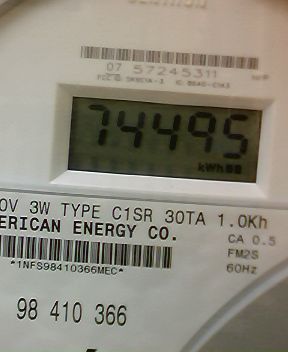 07 57245311
74495
kWh
0V 3W TYPE C1SR 30TA 1.0Kh
ERICAN ENERGY CO.
CA 0.5
FM2S
*1NFS98410366MEC*
60Hz
98 410 366